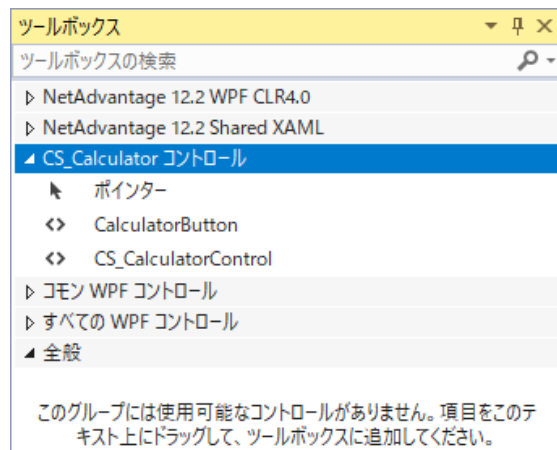 ツールボックス
ツールボックスの検索
NetAdvantage 12.2 WPF CLR4.0
NetAdvantage 12.2 Shared XAML
CS_Calculator コントロール
ポインター
CalculatorButton
CS_CalculatorControl
コモン WPF コントロール
すべての WPF コントロール
全般
このグループには使用可能なコントロールがありません。項目をこのテ
キスト上にドラッグして、ツールボックスに追加してください。